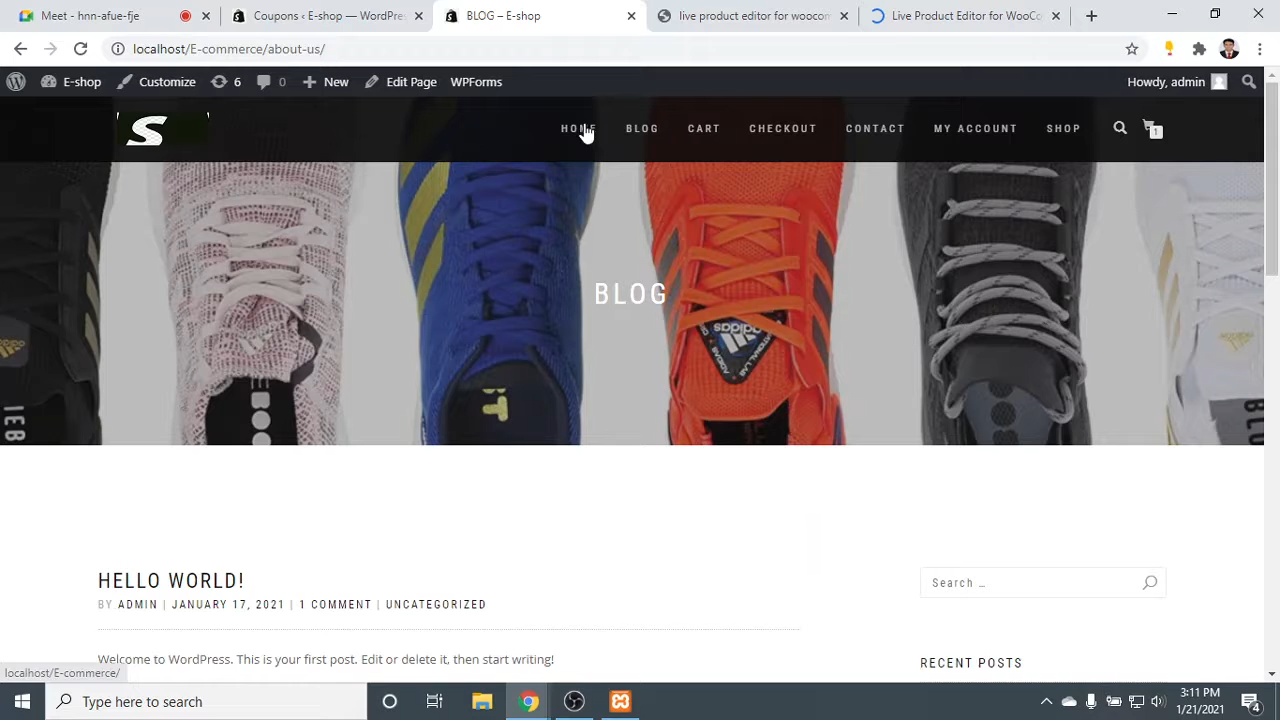 Meet - hnn-afue-fje
Coupons ‹ E-shop — WordPres
BLOG – E-shop
live product editor for woocom
Live Product Editor for WooCo
localhost/E-commerce/about-us/
E-shop
Customize
6
0
New
Edit Page
WPForms
Howdy, admin
S
HOME
BLOG
CART
CHECKOUT
CONTACT
MY ACCOUNT
SHOP
1
BLOG
adidas
HELLO WORLD!
BY ADMIN | JANUARY 17, 2021 | 1 COMMENT | UNCATEGORIZED
Search …
Welcome to WordPress. This is your first post. Edit or delete it, then start writing!
RECENT POSTS
localhost/E-commerce/
Type here to search
3:11 PM
1/21/2021
4